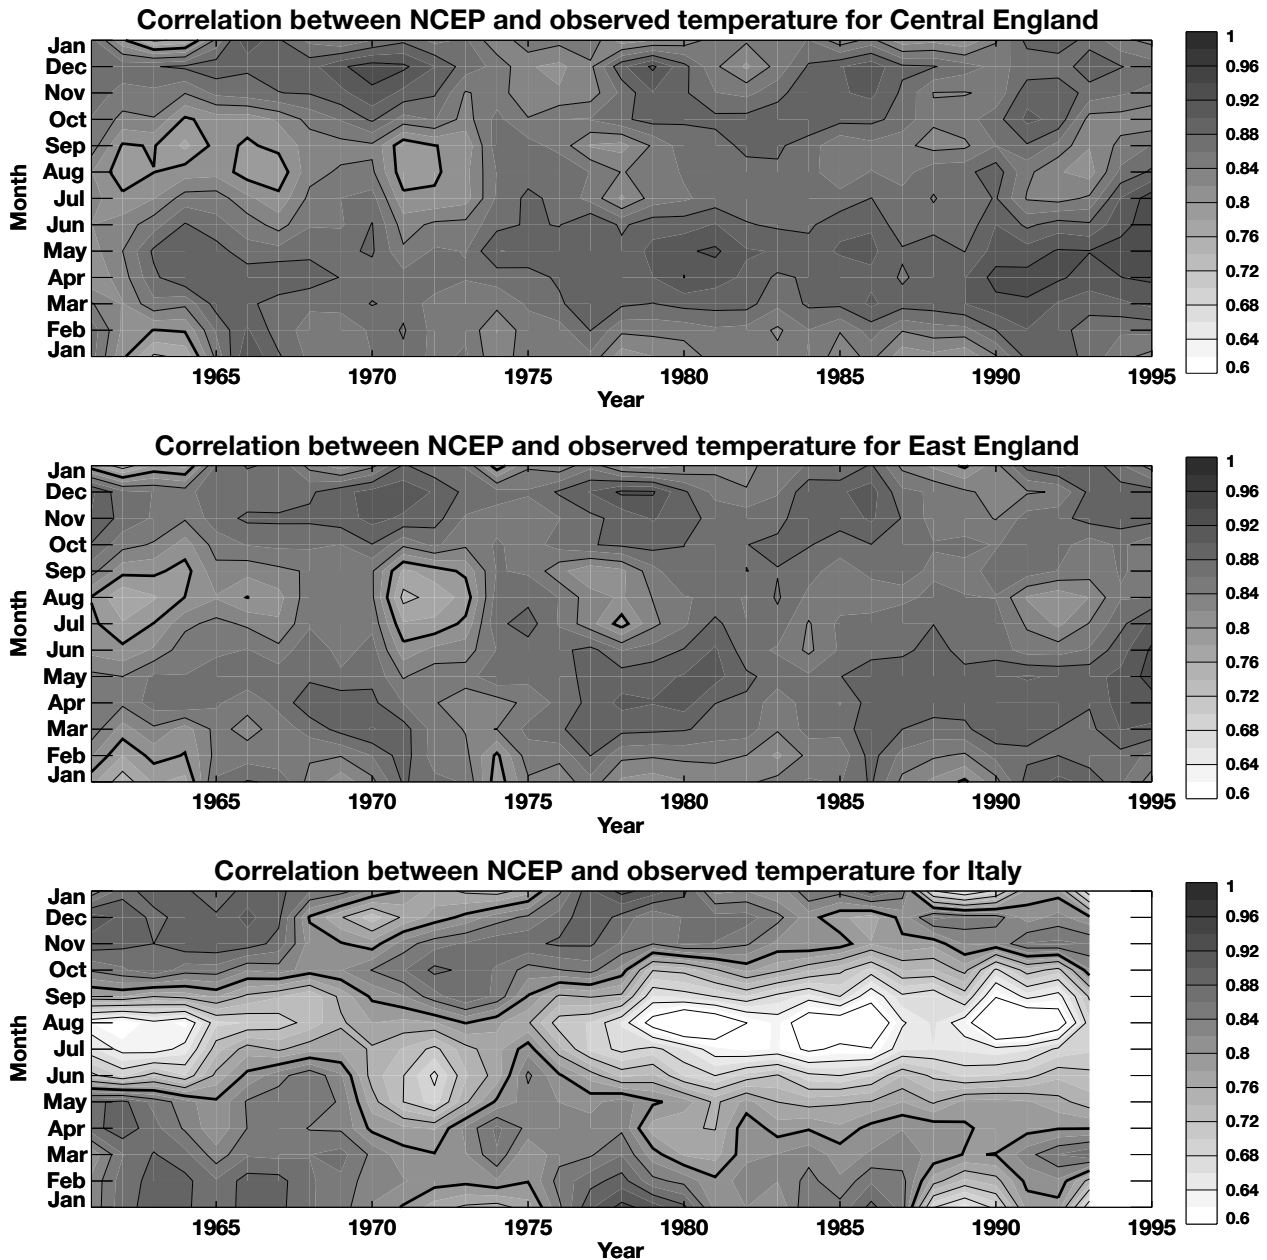 Correlation between NCEP and observed temperature for Central England
Jan
Dec
Nov
Oct
Sep
Aug
Jul
Jun
May
Apr
Mar
Feb
Jan
Month
1965 1970 1975 1980 1985 1990 1995
Year
1
0.96
0.92
0.88
0.84
0.8
0.76
0.72
0.68
0.64
0.6
Correlation between NCEP and observed temperature for East England
Jan
Dec
Nov
Oct
Sep
Aug
Jul
Jun
May
Apr
Mar
Feb
Jan
Month
1965 1970 1975 1980 1985 1990 1995
Year
1
0.96
0.92
0.88
0.84
0.8
0.76
0.72
0.68
0.64
0.6
Correlation between NCEP and observed temperature for Italy
Jan
Dec
Nov
Oct
Sep
Aug
Jul
Jun
May
Apr
Mar
Feb
Jan
Month
1965 1970 1975 1980 1985 1990 1995
Year
1
0.96
0.92
0.88
0.84
0.8
0.76
0.72
0.68
0.64
0.6